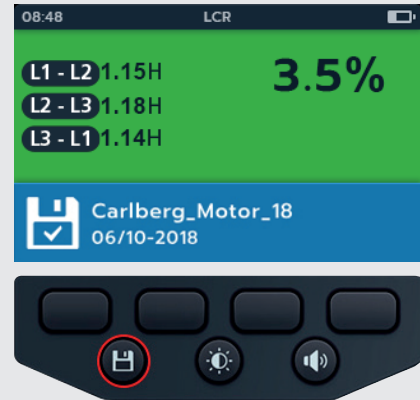 08:48 LCR
L1 - L2 1.15H 3.5%
L2 - L3 1.18H
L3 - L1 1.14H
Carlberg_Motor_18
06/10-2018